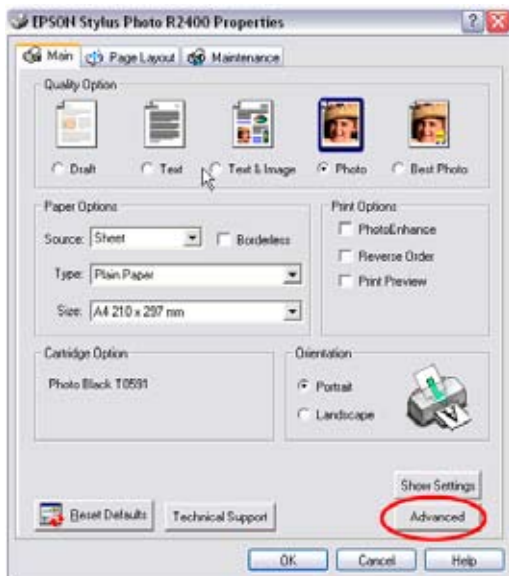 EPSON Stylus Photo R2400 Properties
Main Page Layout Maintenance
Quality Option
Draft Text Text & Image Photo Best Photo
Paper Options Print Options
Source: Sheet Borderless PhotoEnhance
Reverse Order
Type: Plain Paper Print Preview
Size: A4 210 x 297 mm
Cartridge Option Orientation
Photo Black T0591 Portrait
Landscape
Show Settings
Reset Defaults Technical Support Advanced
OK Cancel Help